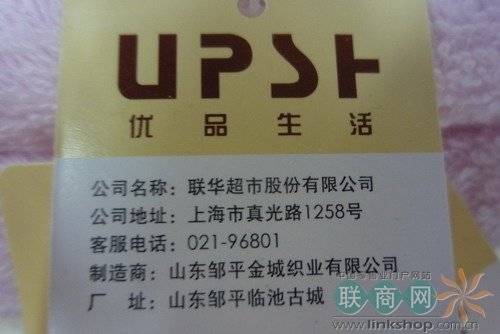 UPSH
优品生活
公司名称：联华超市股份有限公司
公司地址：上海市真光路1258号
客服电话：021-96801
制造商：山东邹平金城织业有限公司
厂 址：山东邹平临池古城
联商网
www.linkshop.com.cn